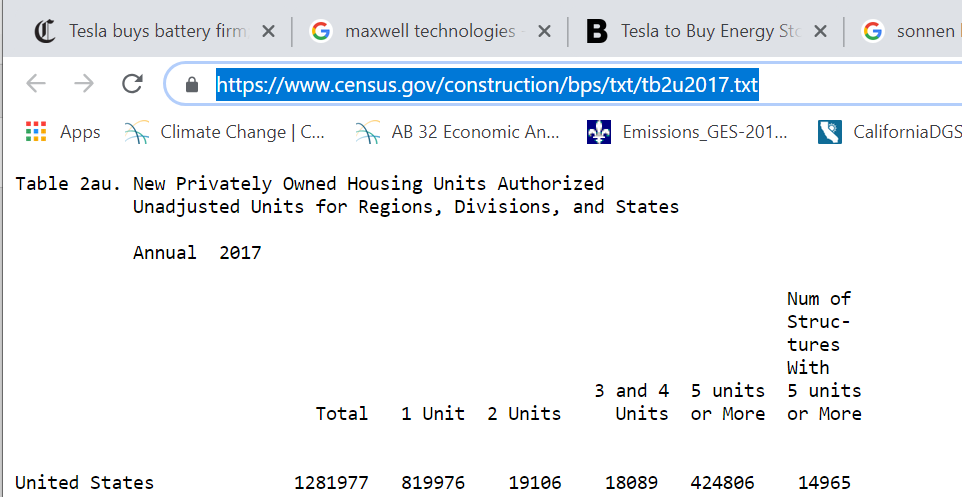 Tesla buys battery firm
maxwell technologies -
Tesla to Buy Energy Sto
sonnen
https://www.census.gov/construction/bps/txt/tb2u2017.txt
Apps
Climate Change | C...
AB 32 Economic An...
Emissions_GES-201...
CaliforniaDGS
Table 2au. New Privately Owned Housing Units Authorized
Unadjusted Units for Regions, Divisions, and States
Annual 2017
Num of
Struc-
tures
With
3 and 4 5 units 5 units
Total 1 Unit 2 Units Units or More or More
United States 1281977 819976 19106 18089 424806 14965